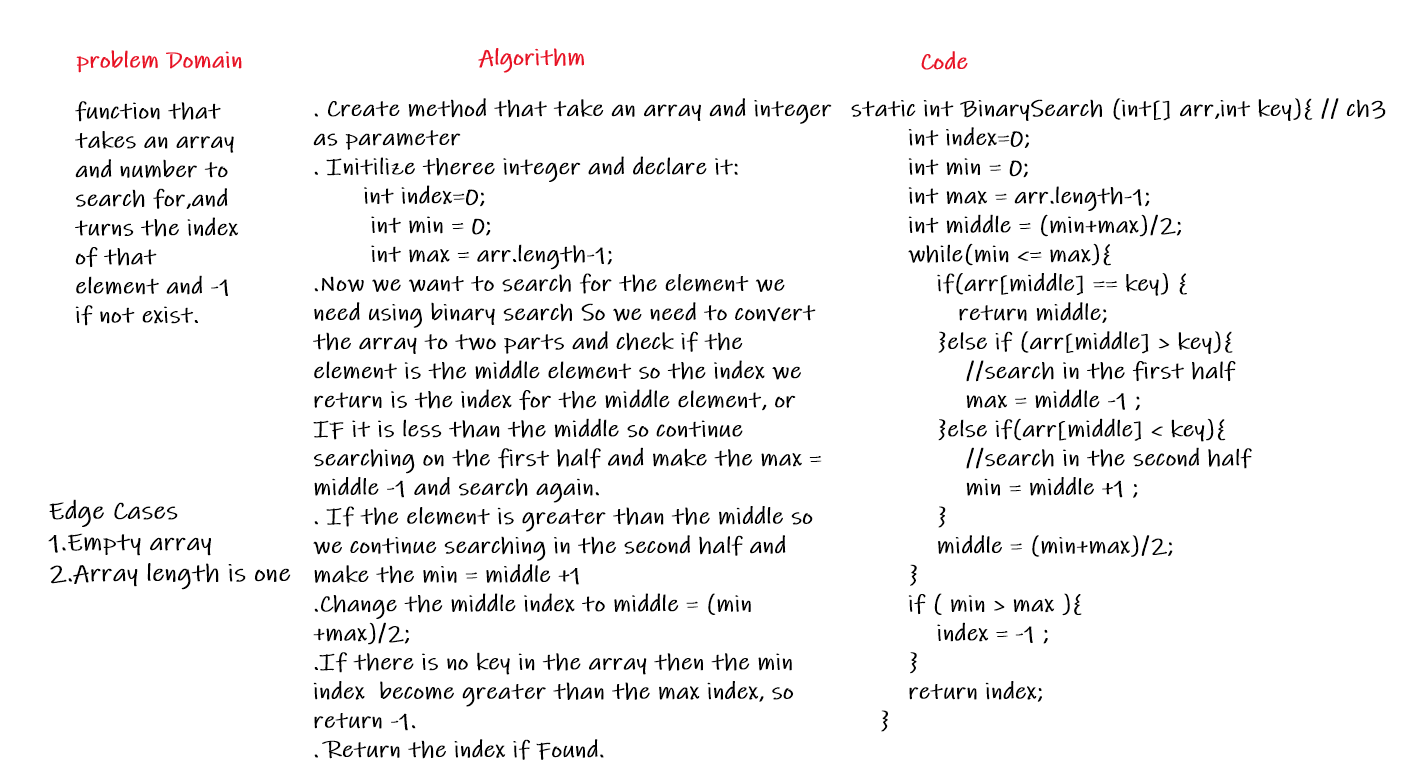 problem Domain
function that
takes an array
and number to
search for,and
turns the index
of that
element and -1
if not exist.
Edge Cases
1.Empty array
2.Array length is one
Algorithm
. Create method that take an array and integer
as parameter
. Initilize theree integer and declare it:
int index=0;
int min = 0;
int max = arr.length-1;
.Now we want to search for the element we
need using binary search So we need to convert
the array to two parts and check if the
element is the middle element so the index we
return is the index for the middle element, or
IF it is less than the middle so continue
searching on the first half and make the max =
middle -1 and search again.
. If the element is greater than the middle so
we continue searching in the second half and
make the min = middle +1
.Change the middle index to middle = (min
+max)/2;
.If there is no key in the array then the min
index  become greater than the max index, so
return -1.
. Return the index if Found.
Code
static int BinarySearch (int[] arr,int key){ // ch3
int index=0;
int min = 0;
int max = arr.length-1;
int middle = (min+max)/2;
while(min <= max){
if(arr[middle] == key) {
return middle;
}else if (arr[middle] > key){
//search in the first half
max = middle -1 ;
}else if(arr[middle] < key){
//search in the second half
min = middle +1 ;
}
middle = (min+max)/2;
}
if ( min > max ){
index = -1 ;
}
return index;
}